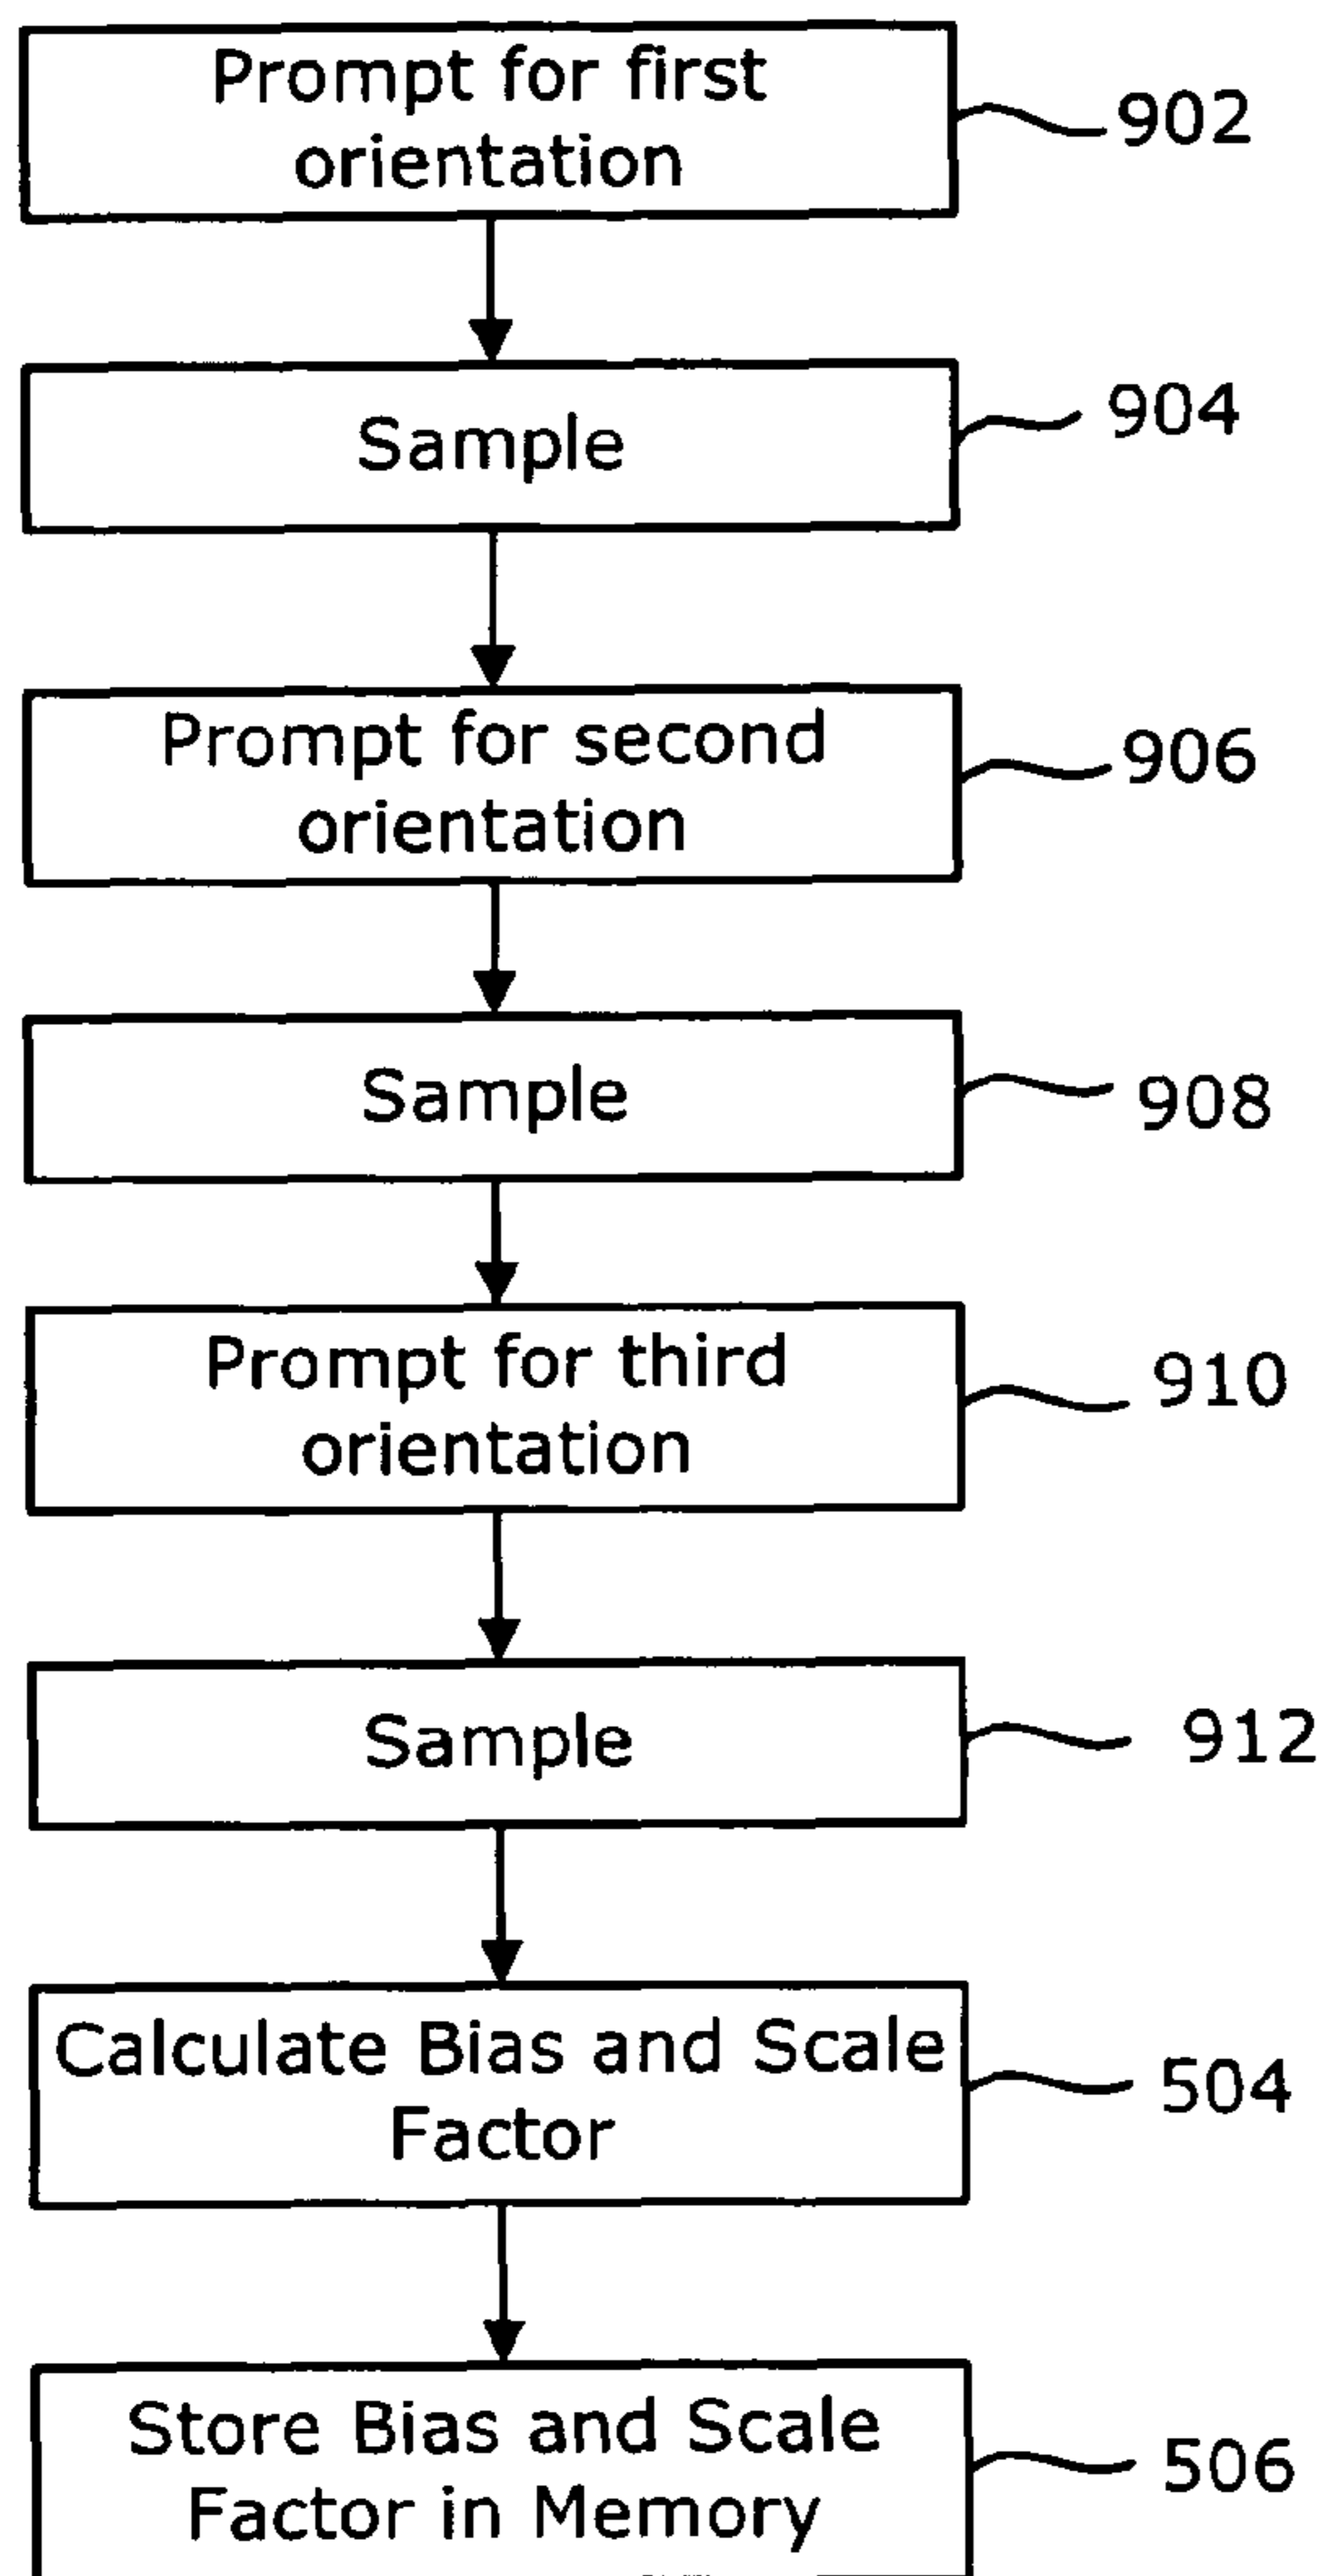 Prompt for first
orientation
902
Sample
904
Prompt for second
orientation
906
Sample
908
Prompt for third
orientation
910
Sample
912
Calculate Bias and Scale
Factor
504
Store Bias and Scale
Factor in Memory
506